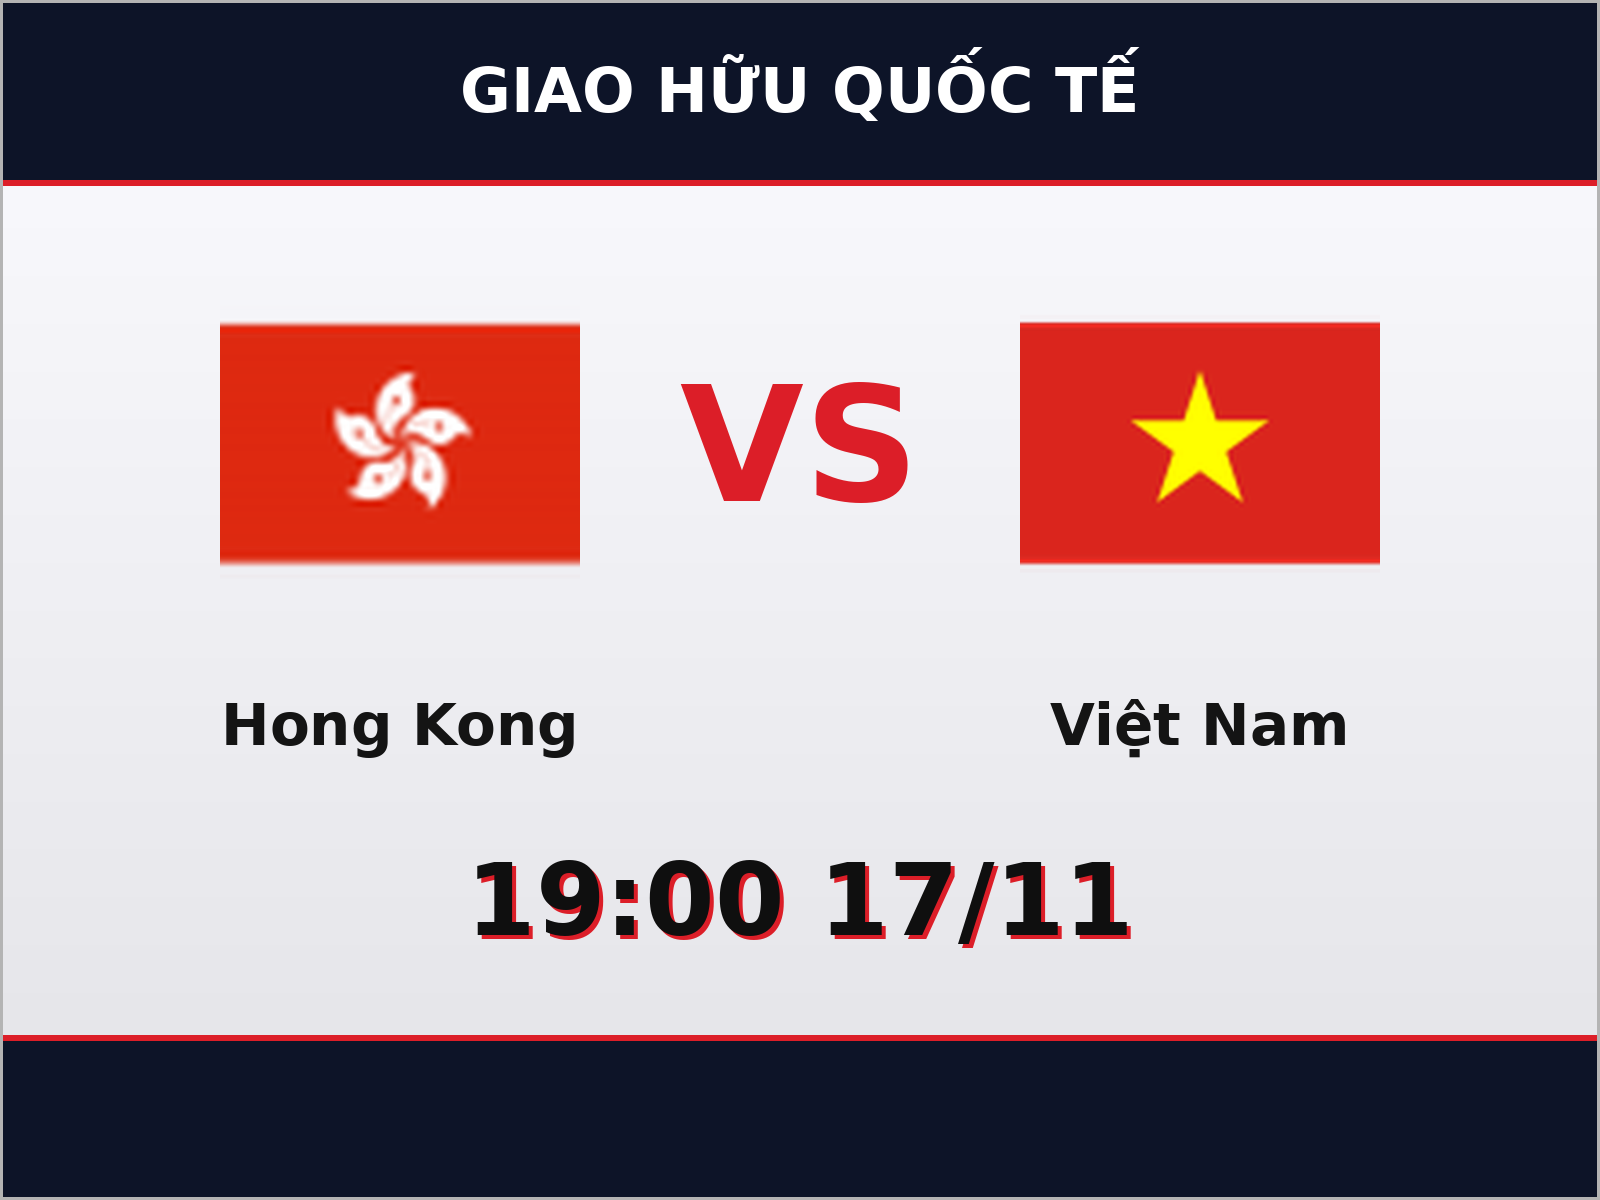 GIAO HỮU QUỐC TẾ
VS
Hong Kong
Việt Nam
19:00 17/11